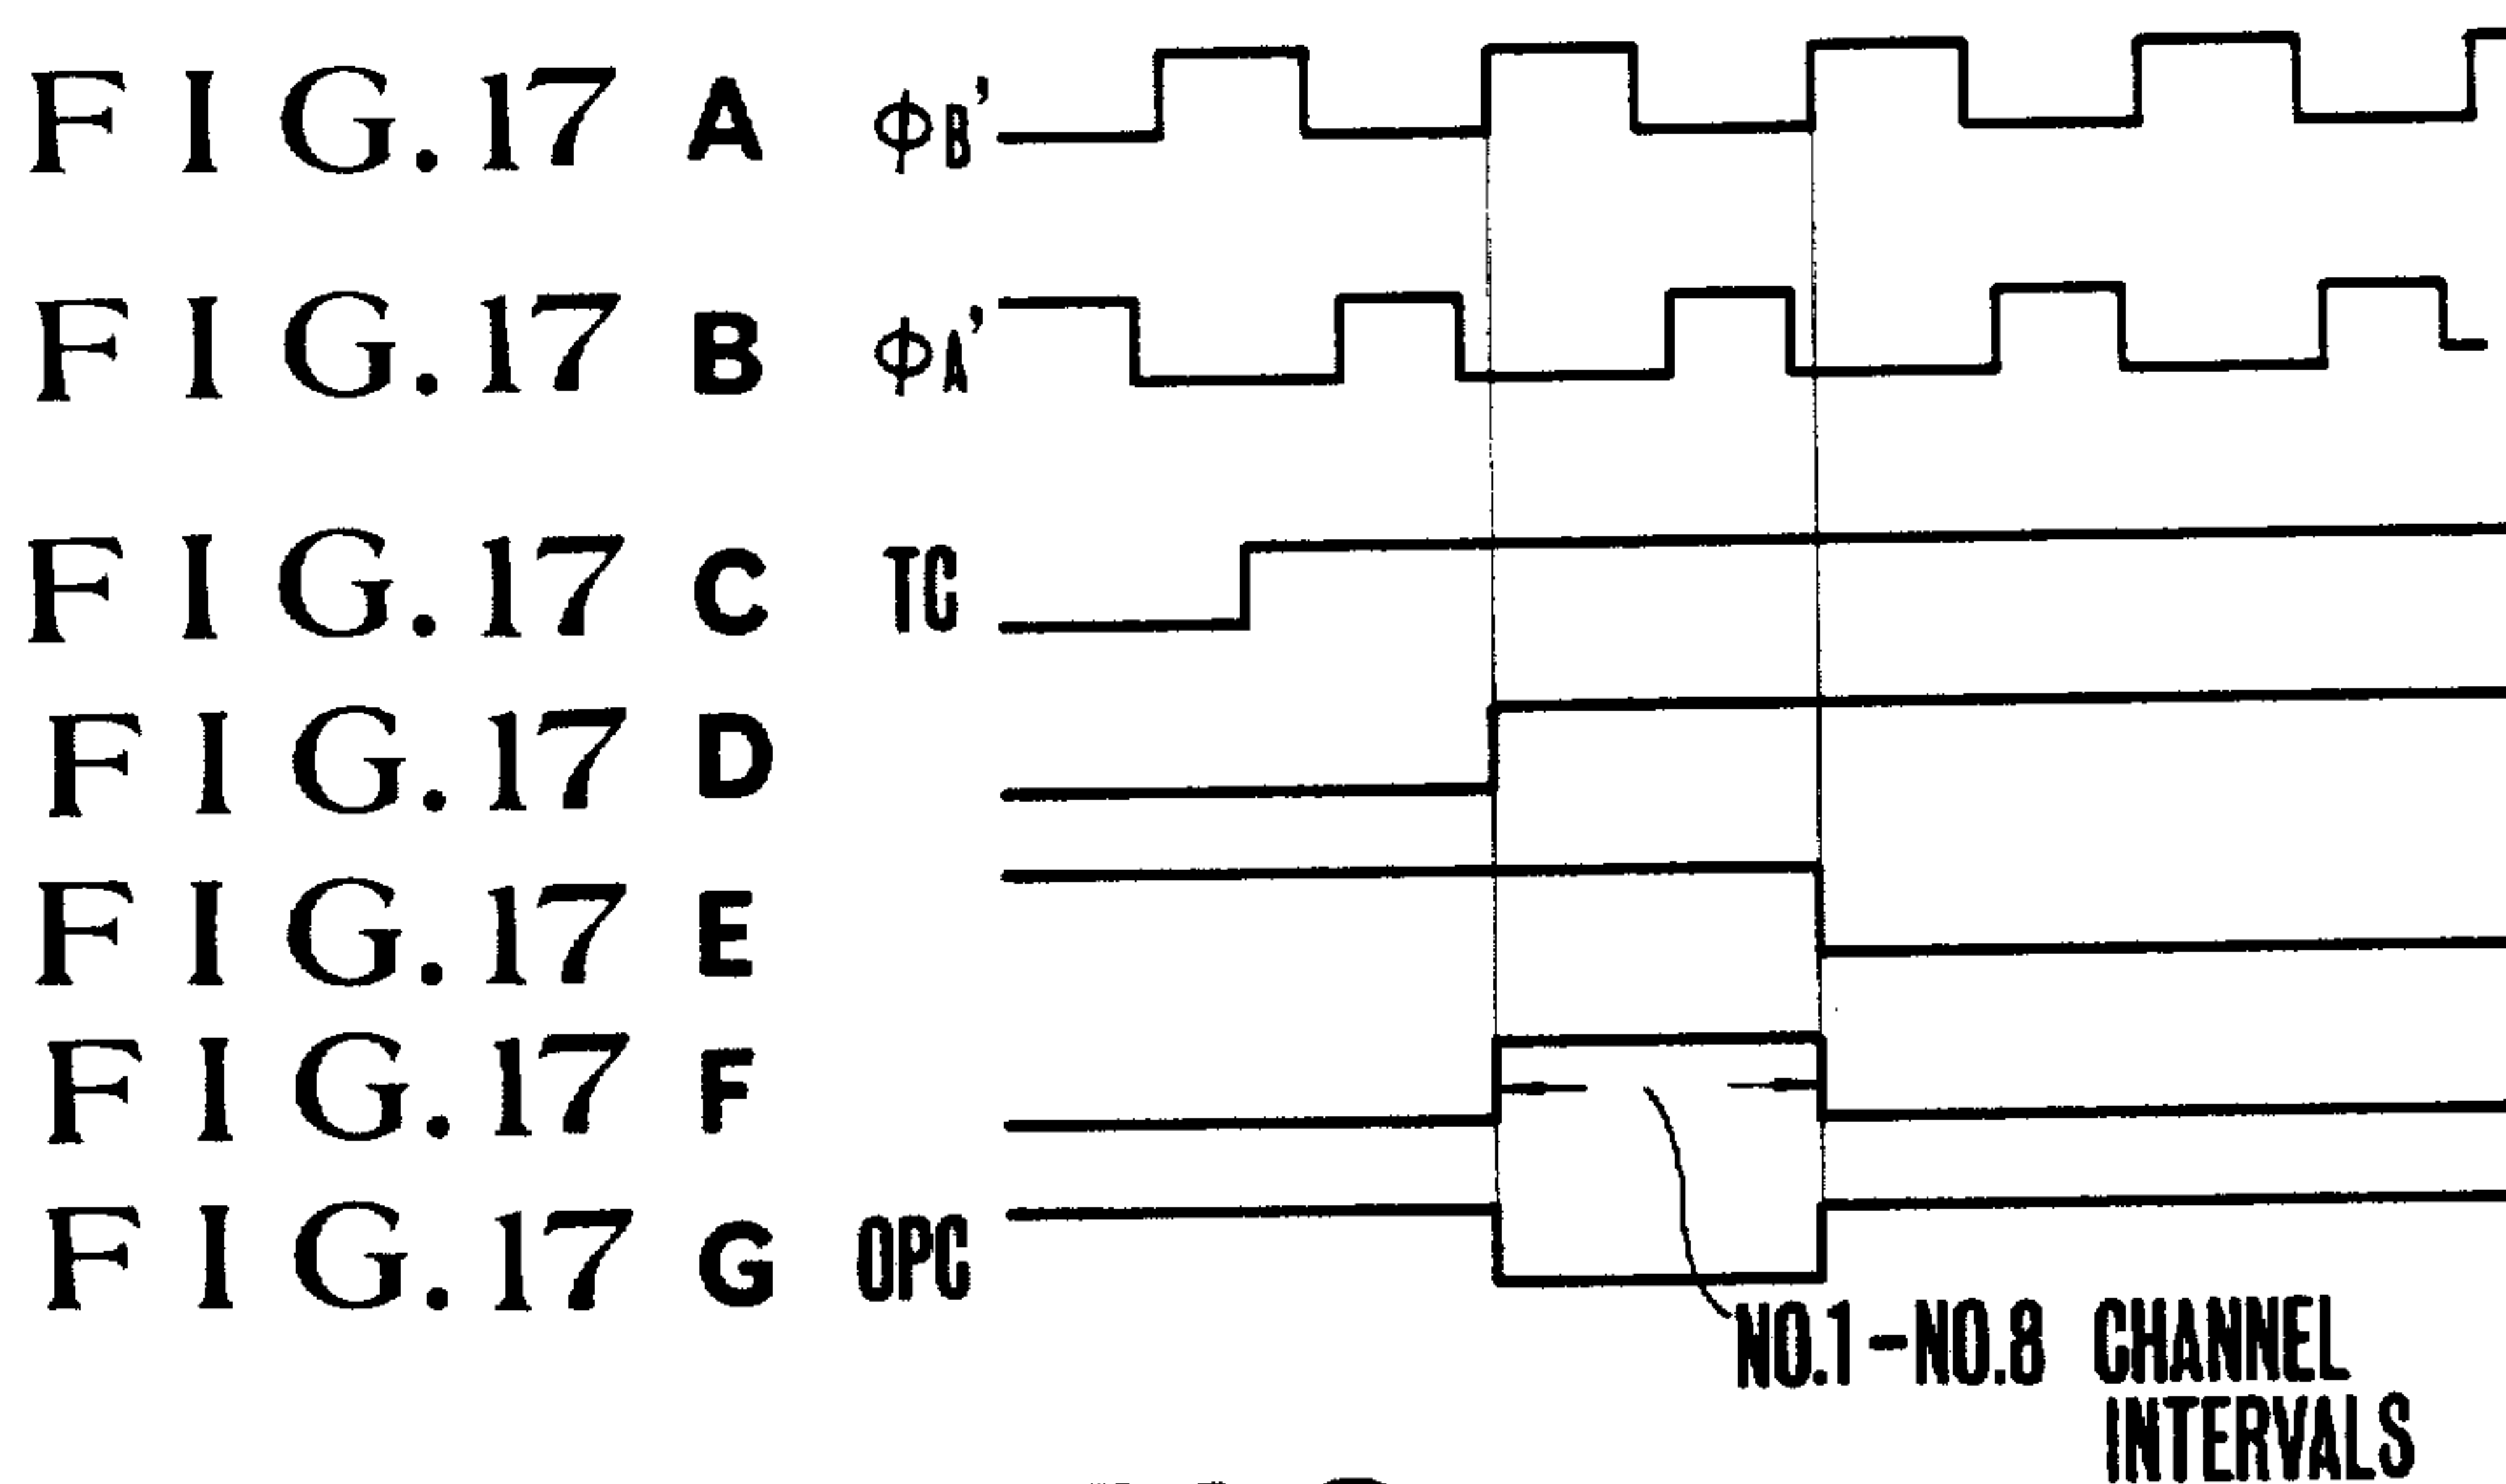 FIG.17 A ϕB'
FIG.17 B ϕA'
FIG.17 C TC
FIG.17 D
FIG.17 E
FIG.17 F
FIG.17 G OPC
NO.1-NO.8 CHANNEL
INTERVALS